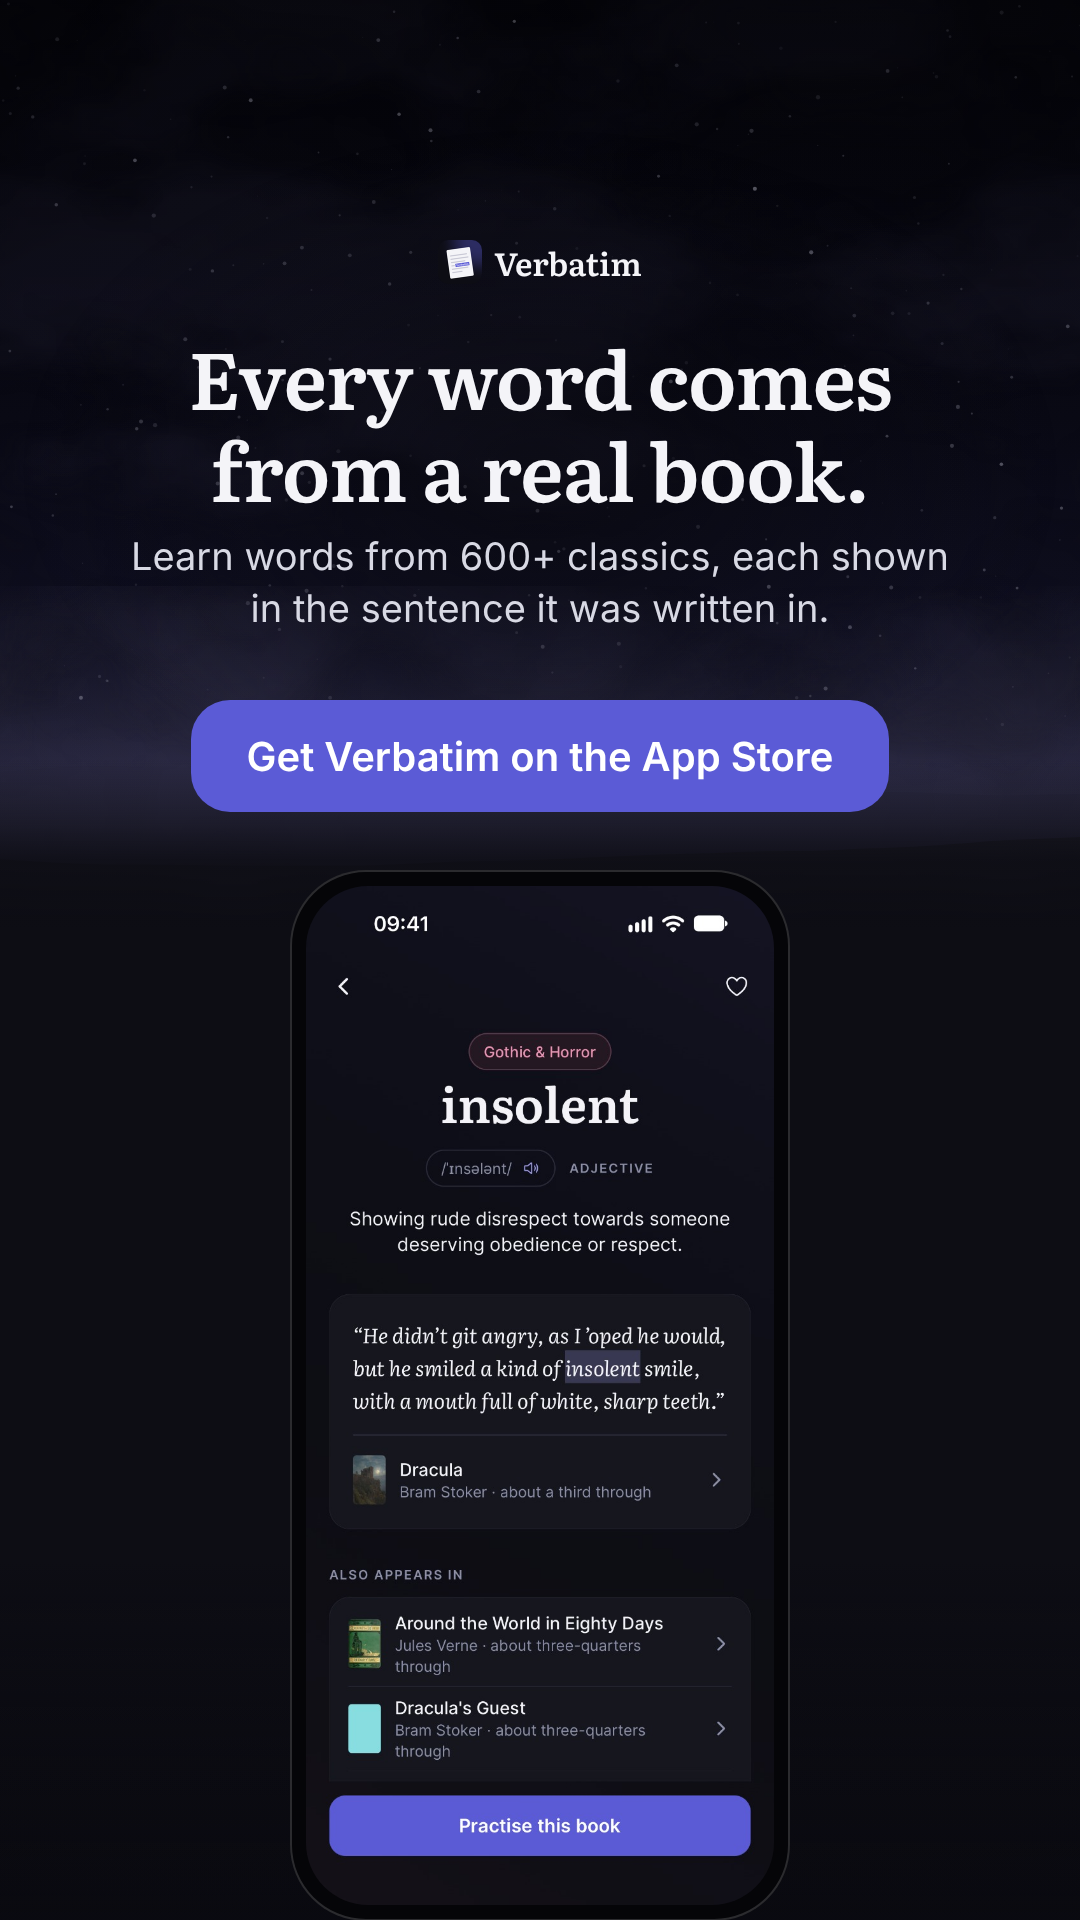 Verbatim
Every word comes
from a real book.
Learn words from 600+ classics, each shown
in the sentence it was written in.
Get Verbatim on the App Store
09:41
Gothic & Horror
insolent
/ˈɪnsələnt/ ADJECTIVE
Showing rude disrespect towards someone
deserving obedience or respect.
“He didn’t git angry, as I ’oped he would,
but he smiled a kind of insolent smile,
with a mouth full of white, sharp teeth.”
Dracula
Bram Stoker · about a third through
ALSO APPEARS IN
Around the World in Eighty Days
Jules Verne · about three-quarters
through
Dracula's Guest
Bram Stoker · about three-quarters
through
Practise this book